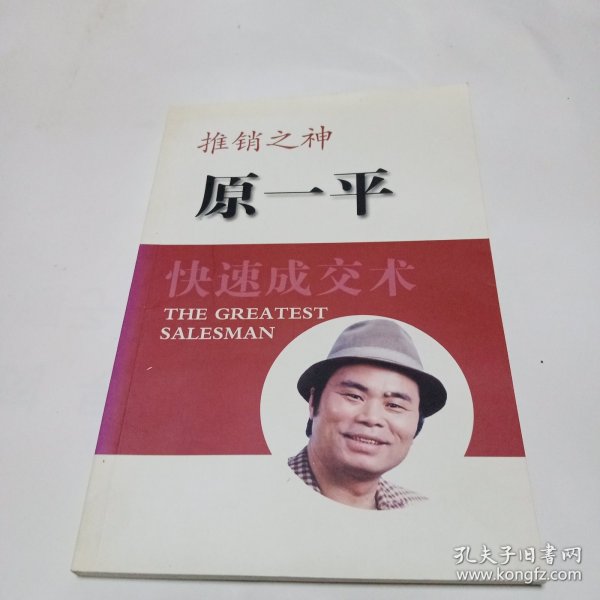 推销之神
原一平
快速成交术
THE GREATEST
SALESMAN
孔夫子旧书网
www.kongfz.com